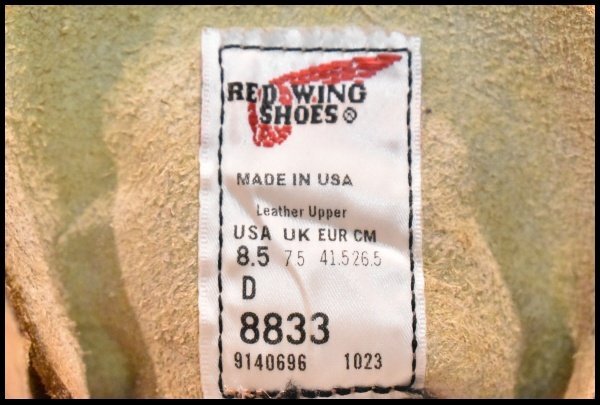 RED WING
SHOES®
MADE IN USA
Leather Upper
USA UK EUR CM
8.5 7.5 41.5 26.5
D
8833
9140696 1023